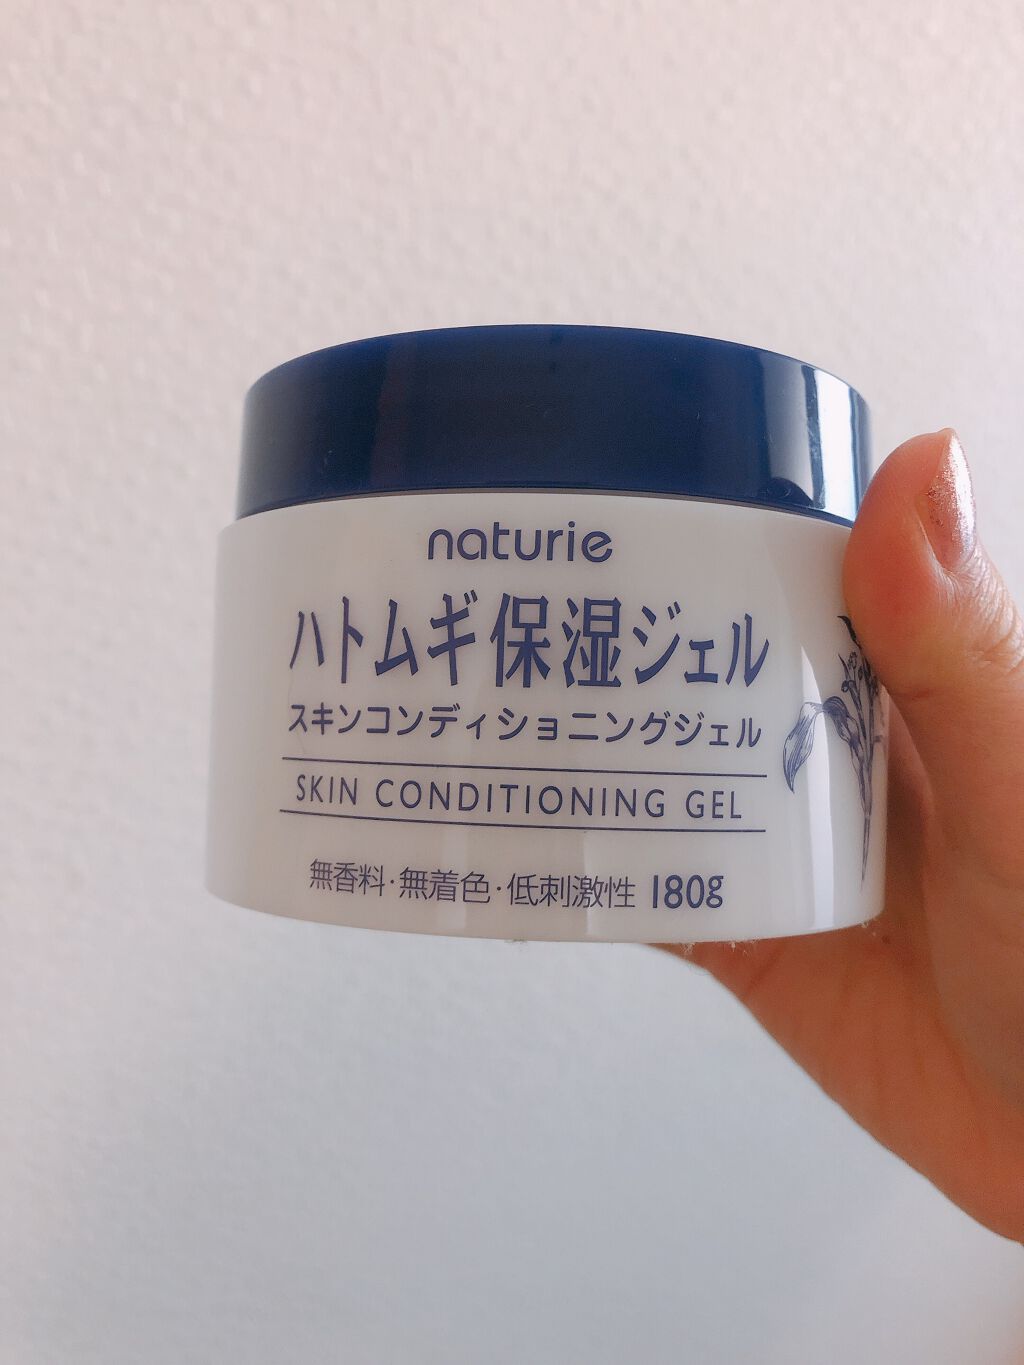 naturie
ハトムギ保湿ジェル
スキンコンディショニングジェル
SKIN CONDITIONING GEL
無香料・無着色・低刺激性 180g